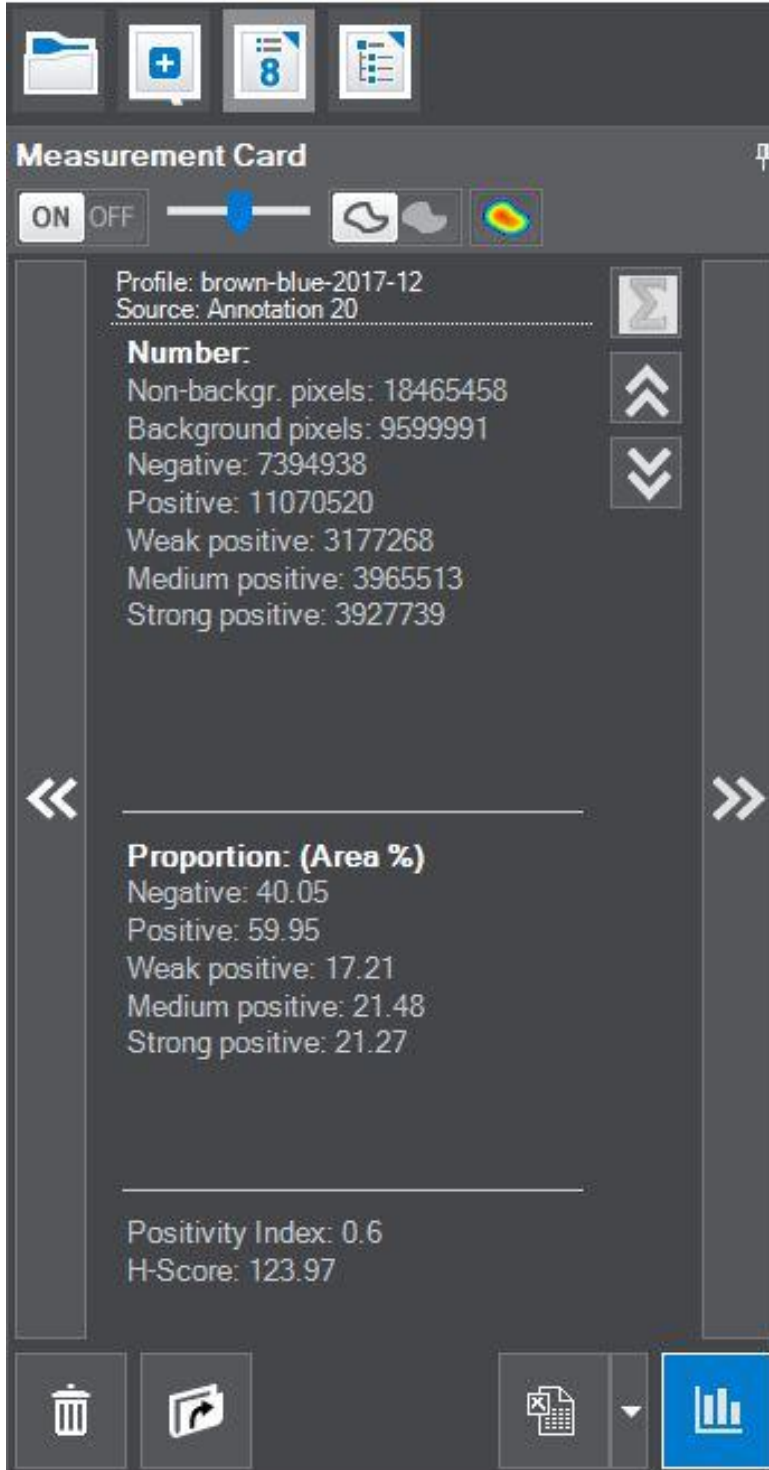 8
Measurement Card
ON OFF
Profile: brown-blue-2017-12
Source: Annotation 20
Σ
Number:
Non-backgr. pixels: 18465458
Background pixels: 9599991
Negative: 7394938
Positive: 11070520
Weak positive: 3177268
Medium positive: 3965513
Strong positive: 3927739
Proportion: (Area %)
Negative: 40.05
Positive: 59.95
Weak positive: 17.21
Medium positive: 21.48
Strong positive: 21.27
Positivity Index: 0.6
H-Score: 123.97